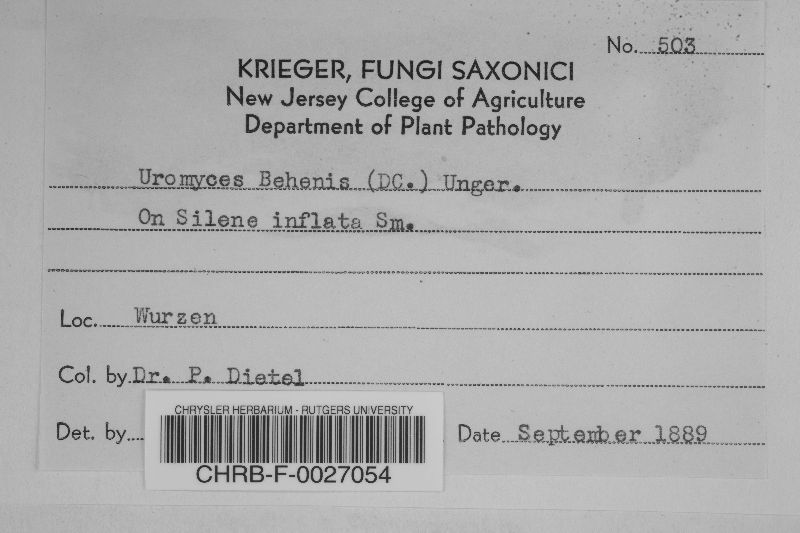 No. 503
KRIEGER, FUNGI SAXONICI
New Jersey College of Agriculture
Department of Plant Pathology
Uromyces Behenis (DC.) Unger.
On Silene inflata Sm.
Loc. Wurzen
Col. by Dr. P. Dietel
Det. by
Date September 1889
CHRYSLER HERBARIUM - RUTGERS UNIVERSITY
CHRB-F-0027054